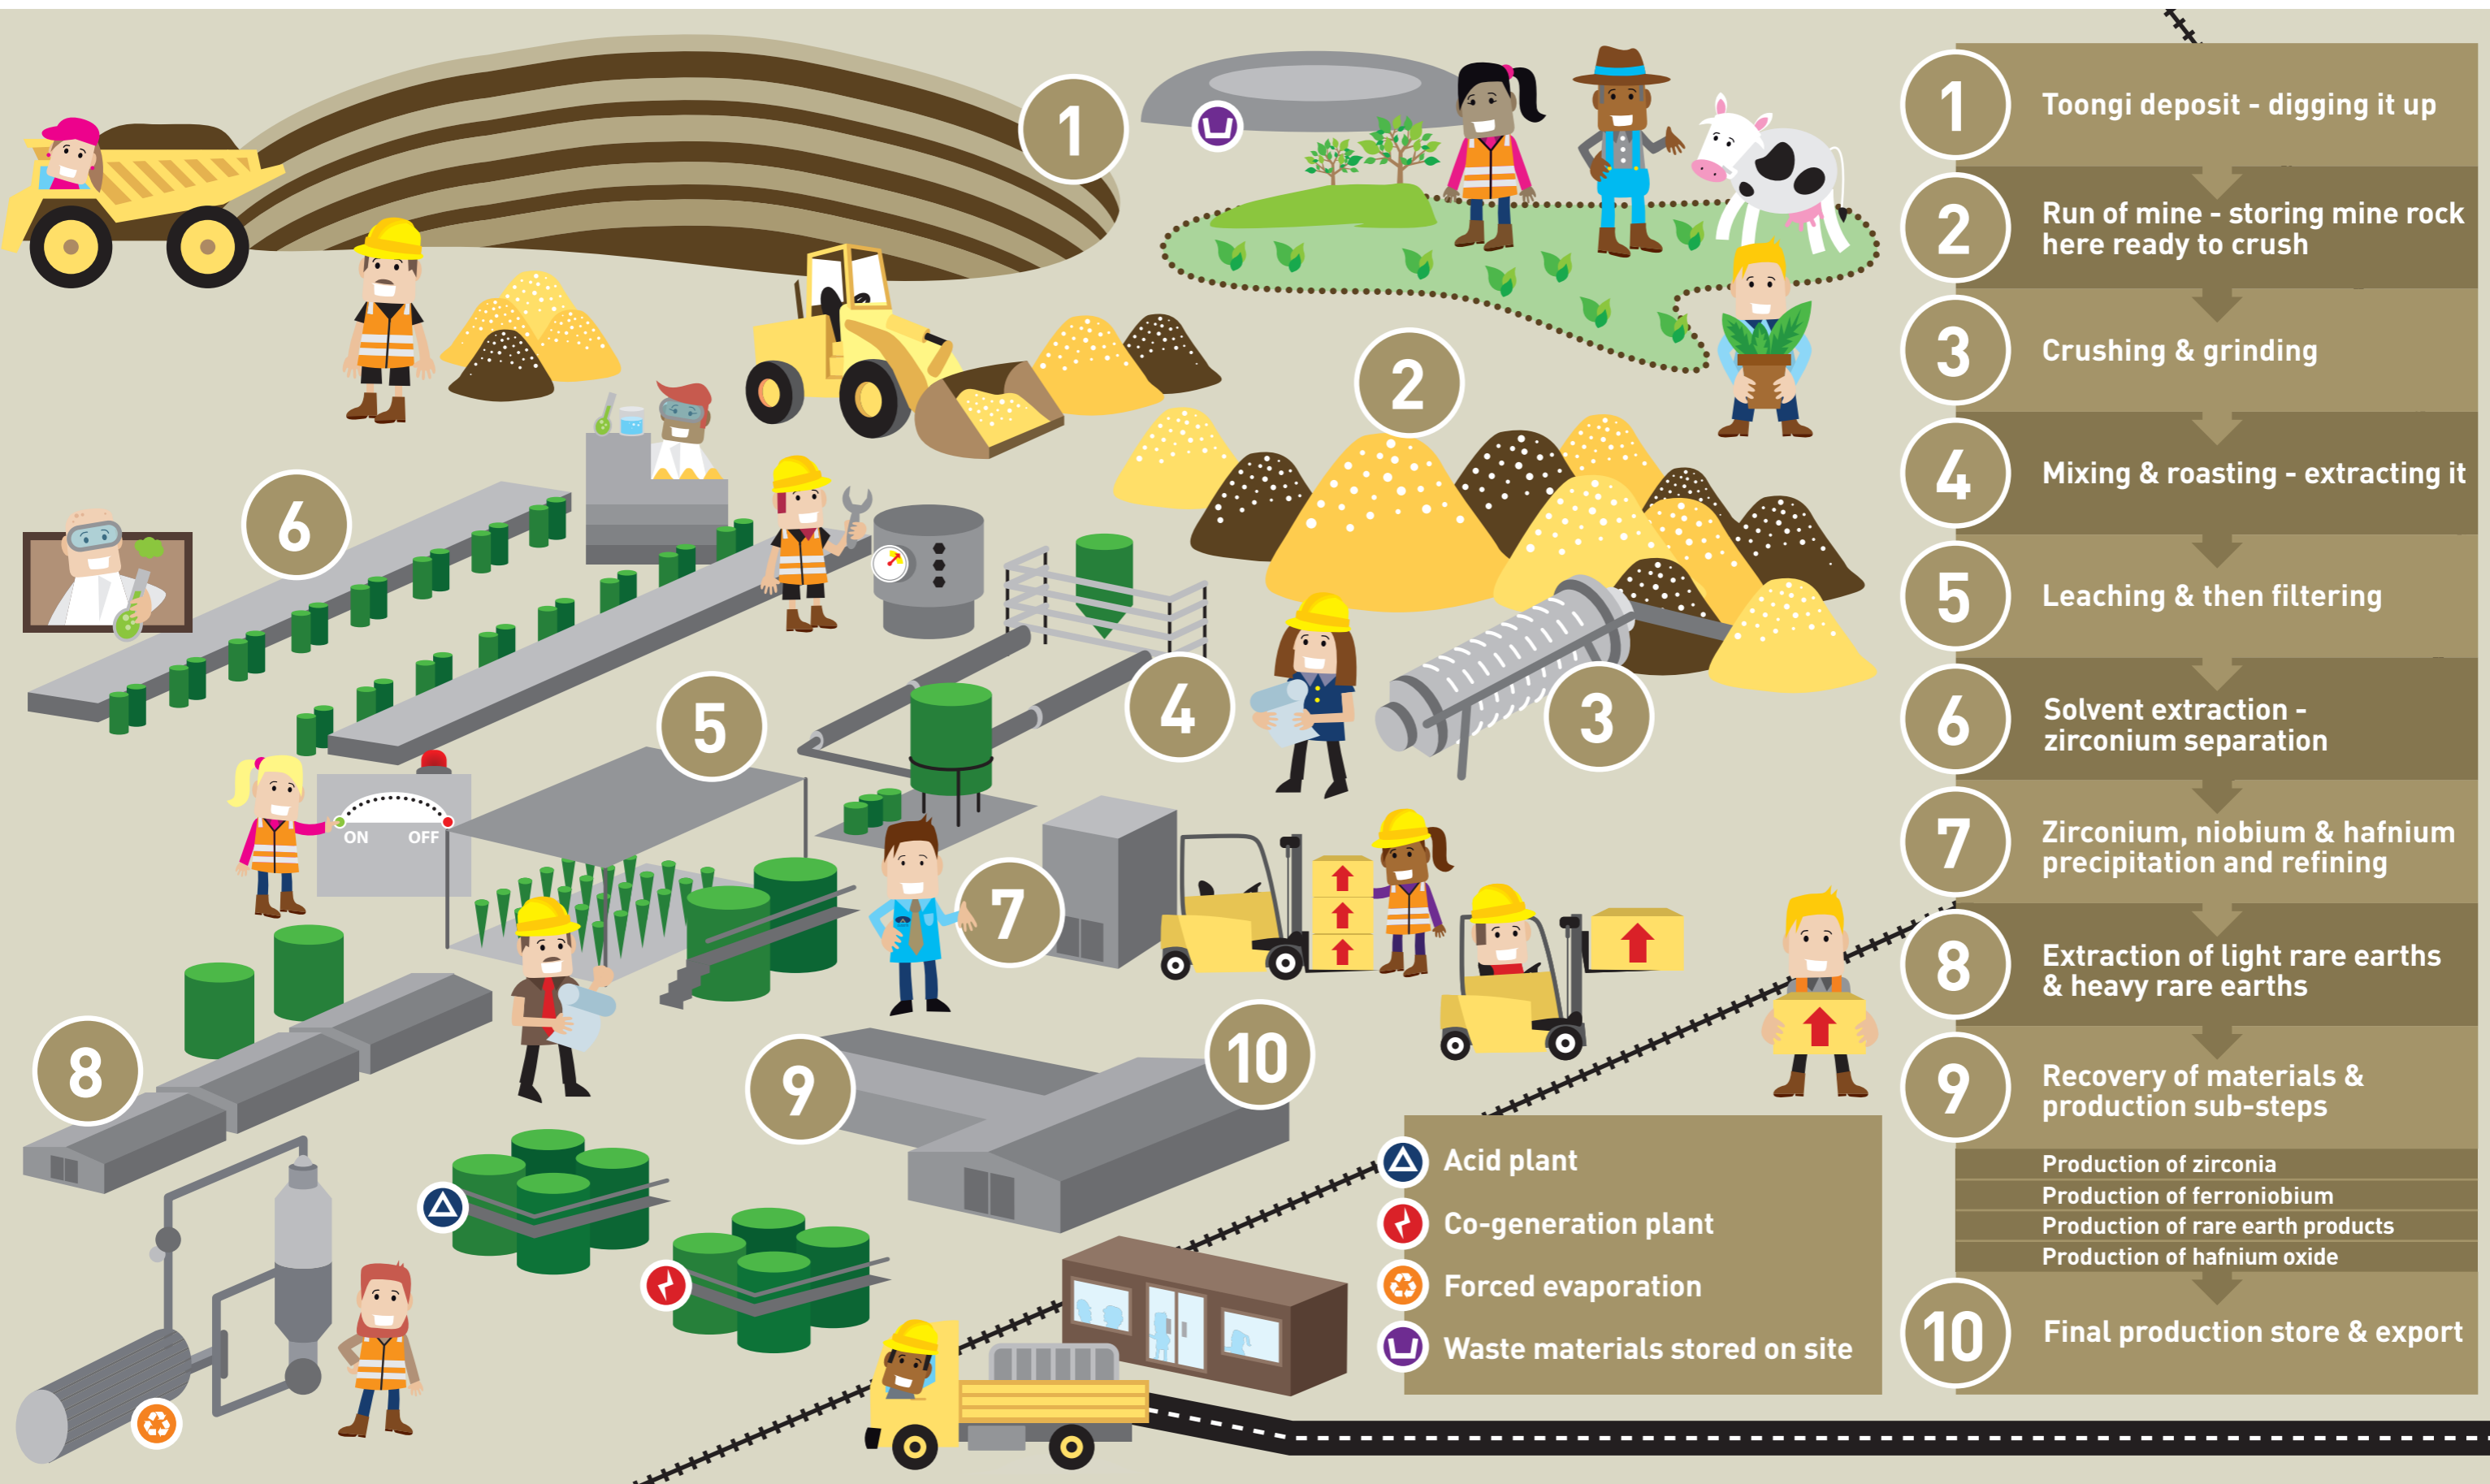 1
2
6
5
4
3
ON
OFF
7
8
9
10
1
Toongi deposit - digging it up
2
Run of mine - storing mine rock
here ready to crush
3
Crushing & grinding
4
Mixing & roasting - extracting it
5
Leaching & then filtering
6
Solvent extraction -
zirconium separation
7
Zirconium, niobium & hafnium
precipitation and refining
8
Extraction of light rare earths
& heavy rare earths
9
Recovery of materials &
production sub-steps
Production of zirconia
Production of ferroniobium
Production of rare earth products
Production of hafnium oxide
10
Final production store & export
Acid plant
Co-generation plant
Forced evaporation
Waste materials stored on site